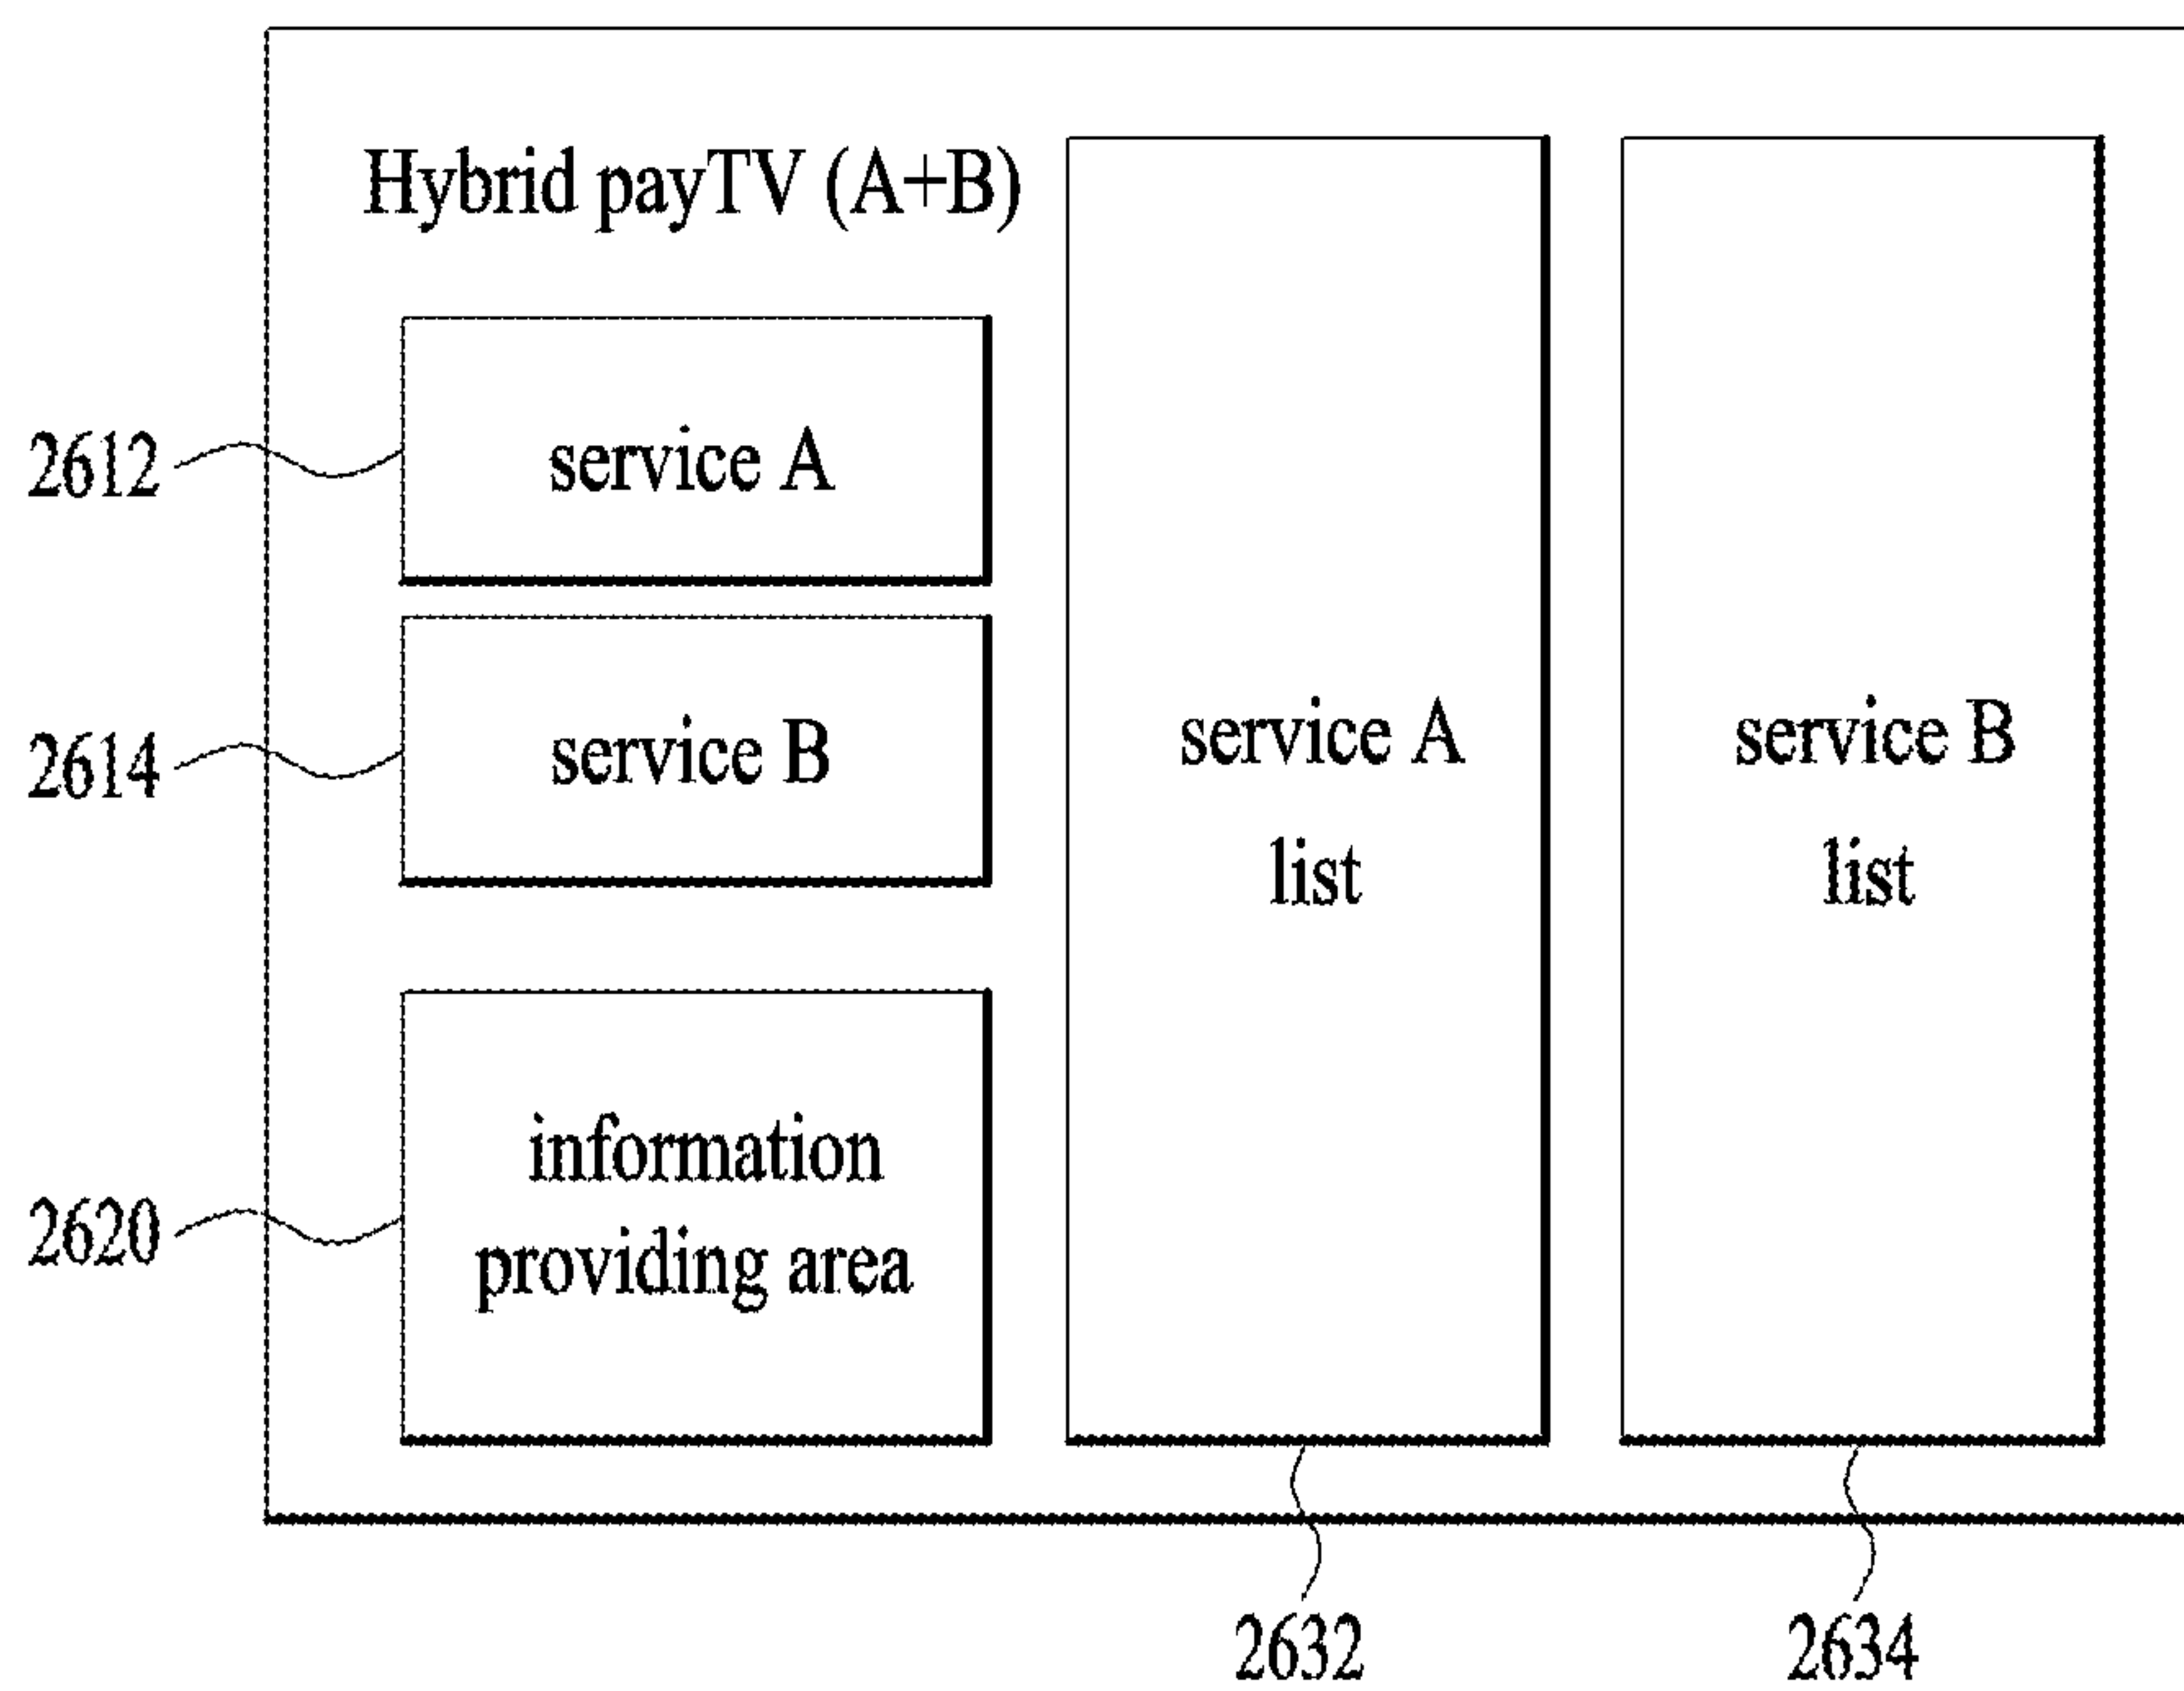 Hybrid payTV (A+B)
2612
service A
2614
service B
service A
list
service B
list
2620
information
providing area
2632
2634